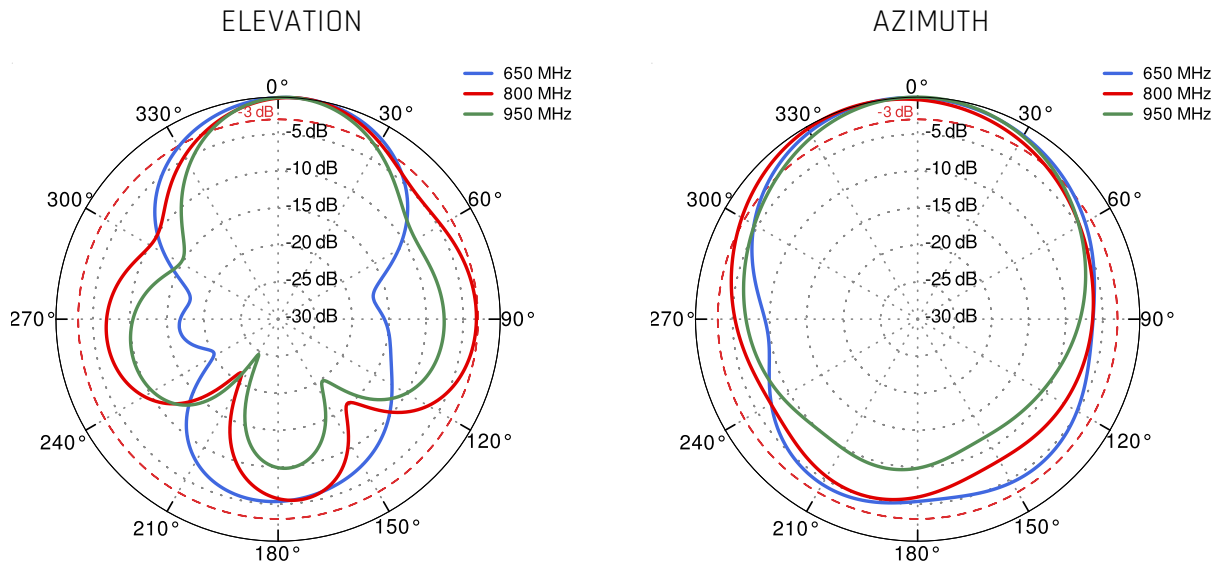 ELEVATION
650 MHz
800 MHz
950 MHz
0°
330°
30°
-3 dB
-5 dB
-10 dB
300°
60°
-15 dB
-20 dB
-25 dB
-30 dB
270°
90°
240°
120°
210°
150°
180°
AZIMUTH
650 MHz
800 MHz
950 MHz
0°
330°
30°
-3 dB
-5 dB
-10 dB
300°
60°
-15 dB
-20 dB
-25 dB
-30 dB
270°
90°
240°
120°
210°
150°
180°